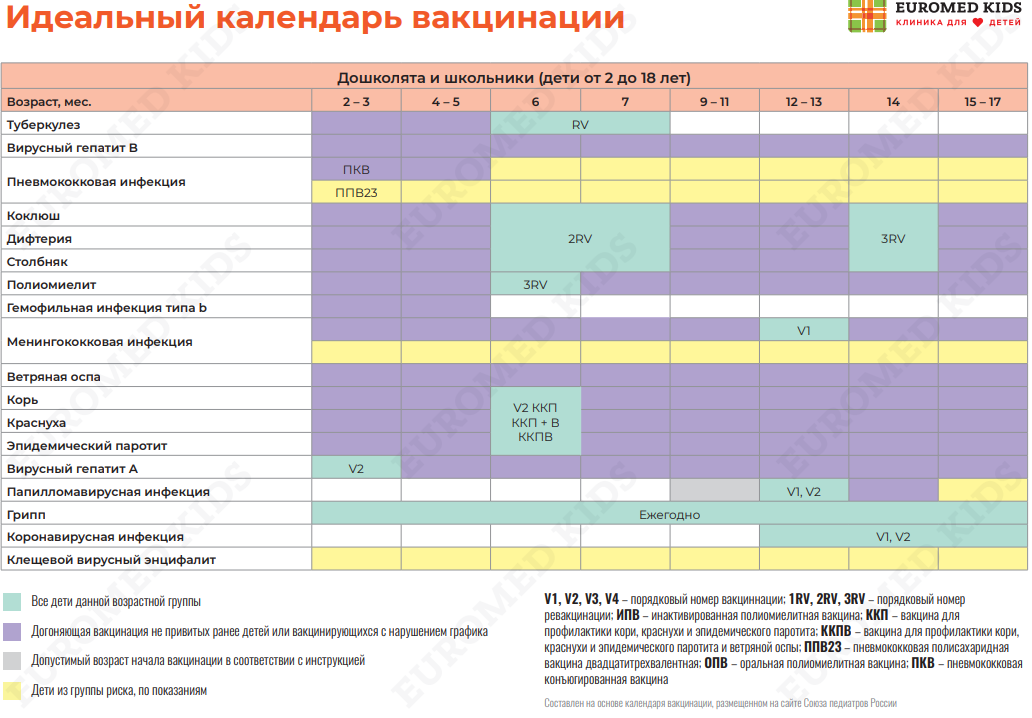 Идеальный календарь вакцинации
EUROMED KIDS
КЛИНИКА ДЛЯ ДЕТЕЙ
Дошколята и школьники (дети от 2 до 18 лет)
Возраст, мес. 2 – 3 4 – 5 6 7 9 – 11 12 – 13 14 15 – 17
Туберкулез RV
Вирусный гепатит В
Пневмококковая инфекция ПКВ
ППВ23
Коклюш
Дифтерия 2RV 3RV
Столбняк
Полиомиелит 3RV
Гемофильная инфекция типа b
Менингококковая инфекция V1
Ветряная оспа
Корь V2 ККП
Краснуха ККП + В
Эпидемический паротит ККПВ
Вирусный гепатит А V2
Папилломавирусная инфекция V1, V2
Грипп Ежегодно
Коронавирусная инфекция V1, V2
Клещевой вирусный энцифалит
Все дети данной возрастной группы
Догоняющая вакцинация не привитых ранее детей или вакцинирующихся с нарушением графика
Допустимый возраст начала вакцинации в соответствии с инструкцией
Дети из группы риска, по показаниям
V1, V2, V3, V4 – порядковый номер вакциннации; 1RV, 2RV, 3RV – порядковый номер
ревакцинации; ИПВ – инактивированная полиомиелитная вакцина; ККП – вакцина для
профилактики кори, краснухи и эпидемического паротита; ККПВ – вакцина для профилактики кори,
краснухи и эпидемического паротита и ветряной оспы; ППВ23 – пневмококковая полисахаридная
вакцина двадцатитрехвалентная; ОПВ – оральная полиомиелитная вакцина; ПКВ – пневмококковая
конъюгированная вакцина
Составлен на основе календаря вакцинации, размещенном на сайте Союза педиатров России